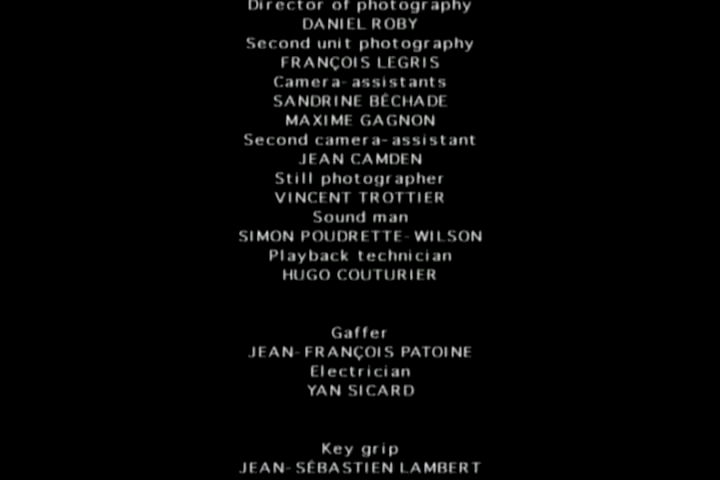 Director of photography
DANIEL ROBY
Second unit photography
FRANÇOIS LEGRIS
Camera-assistants
SANDRINE BÉCHADE
MAXIME GAGNON
Second camera-assistant
JEAN CAMDEN
Still photographer
VINCENT TROTTIER
Sound man
SIMON POUDRETTE-WILSON
Playback technician
HUGO COUTURIER
Gaffer
JEAN-FRANÇOIS PATOINE
Electrician
YAN SICARD
Key grip
JEAN-SÉBASTIEN LAMBERT